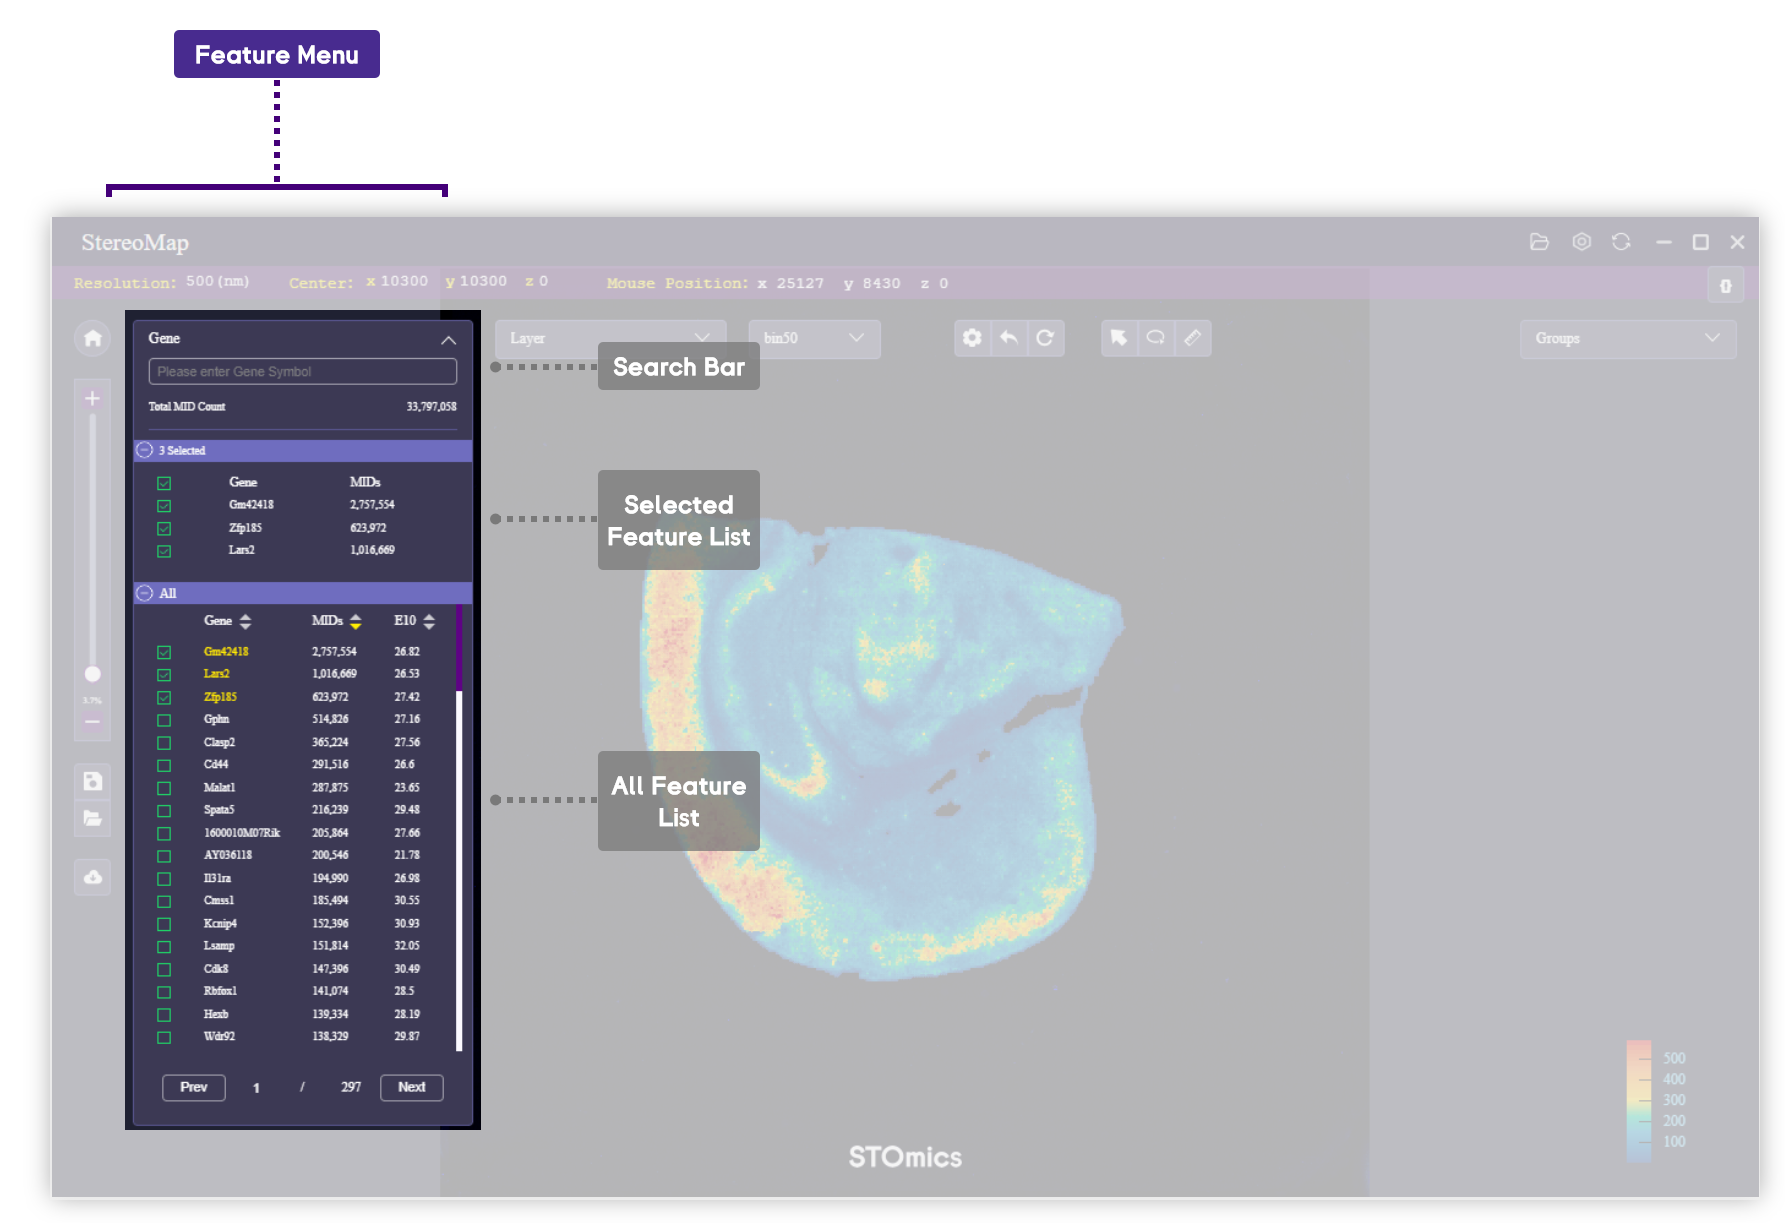 Feature Menu
StereoMap
Resolution: 500 (nm) Center: x 10300 y 10300 z 0 Mouse Position: x 25127 y 8430 z 0
Gene
Please enter Gene Symbol
Total MID Count 33,797,058
Layer
bin50
Groups
Search Bar
3 Selected
Gene MIDs
Gm42418 2,757,554
Zfp185 623,972
Lars2 1,016,669
Selected
Feature List
All
Gene MIDs E10
Gm42418 2,757,554 26.82
Lars2 1,016,669 26.53
Zfp185 623,972 27.42
Gphn 514,826 27.16
Clasp2 365,224 27.56
Cd44 291,516 26.6
Malat1 287,875 23.65
Spata5 216,239 29.48
1600010M07Rik 205,864 27.66
AY036118 200,546 21.78
Il31ra 194,990 26.98
Cmss1 185,494 30.55
Kcnip4 152,396 30.93
Lsamp 151,814 32.05
Cdk8 147,396 30.49
Rbfox1 141,074 28.5
Hexb 139,334 28.19
Wdr92 138,329 29.87
Prev 1 / 297 Next
3.7%
All Feature
List
500
400
300
200
100
STOmics